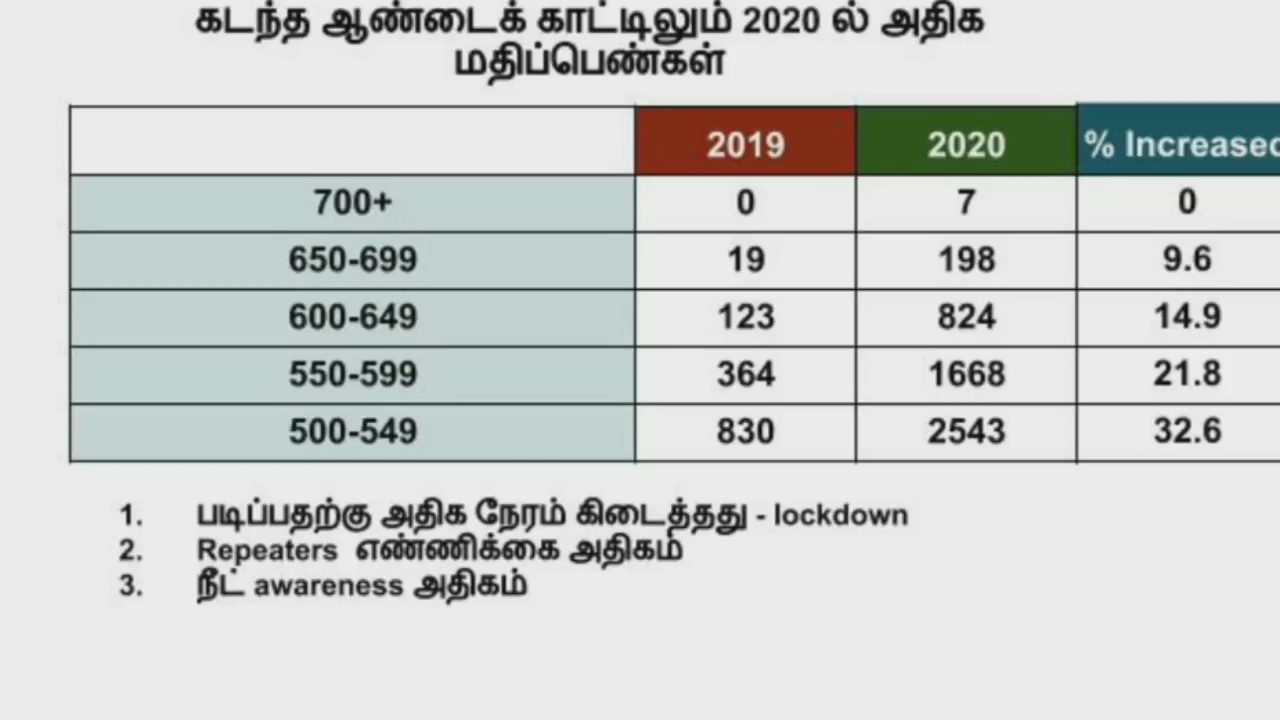 கடந்த ஆண்டைக் காட்டிலும் 2020 ல் அதிக
மதிப்பெண்கள்
2019 2020 % Increased
700+ 0 7 0
650-699 19 198 9.6
600-649 123 824 14.9
550-599 364 1668 21.8
500-549 830 2543 32.6
1. படிப்பதற்கு அதிக நேரம் கிடைத்தது - lockdown
2. Repeaters எண்ணிக்கை அதிகம்
3. நீட் awareness அதிகம்